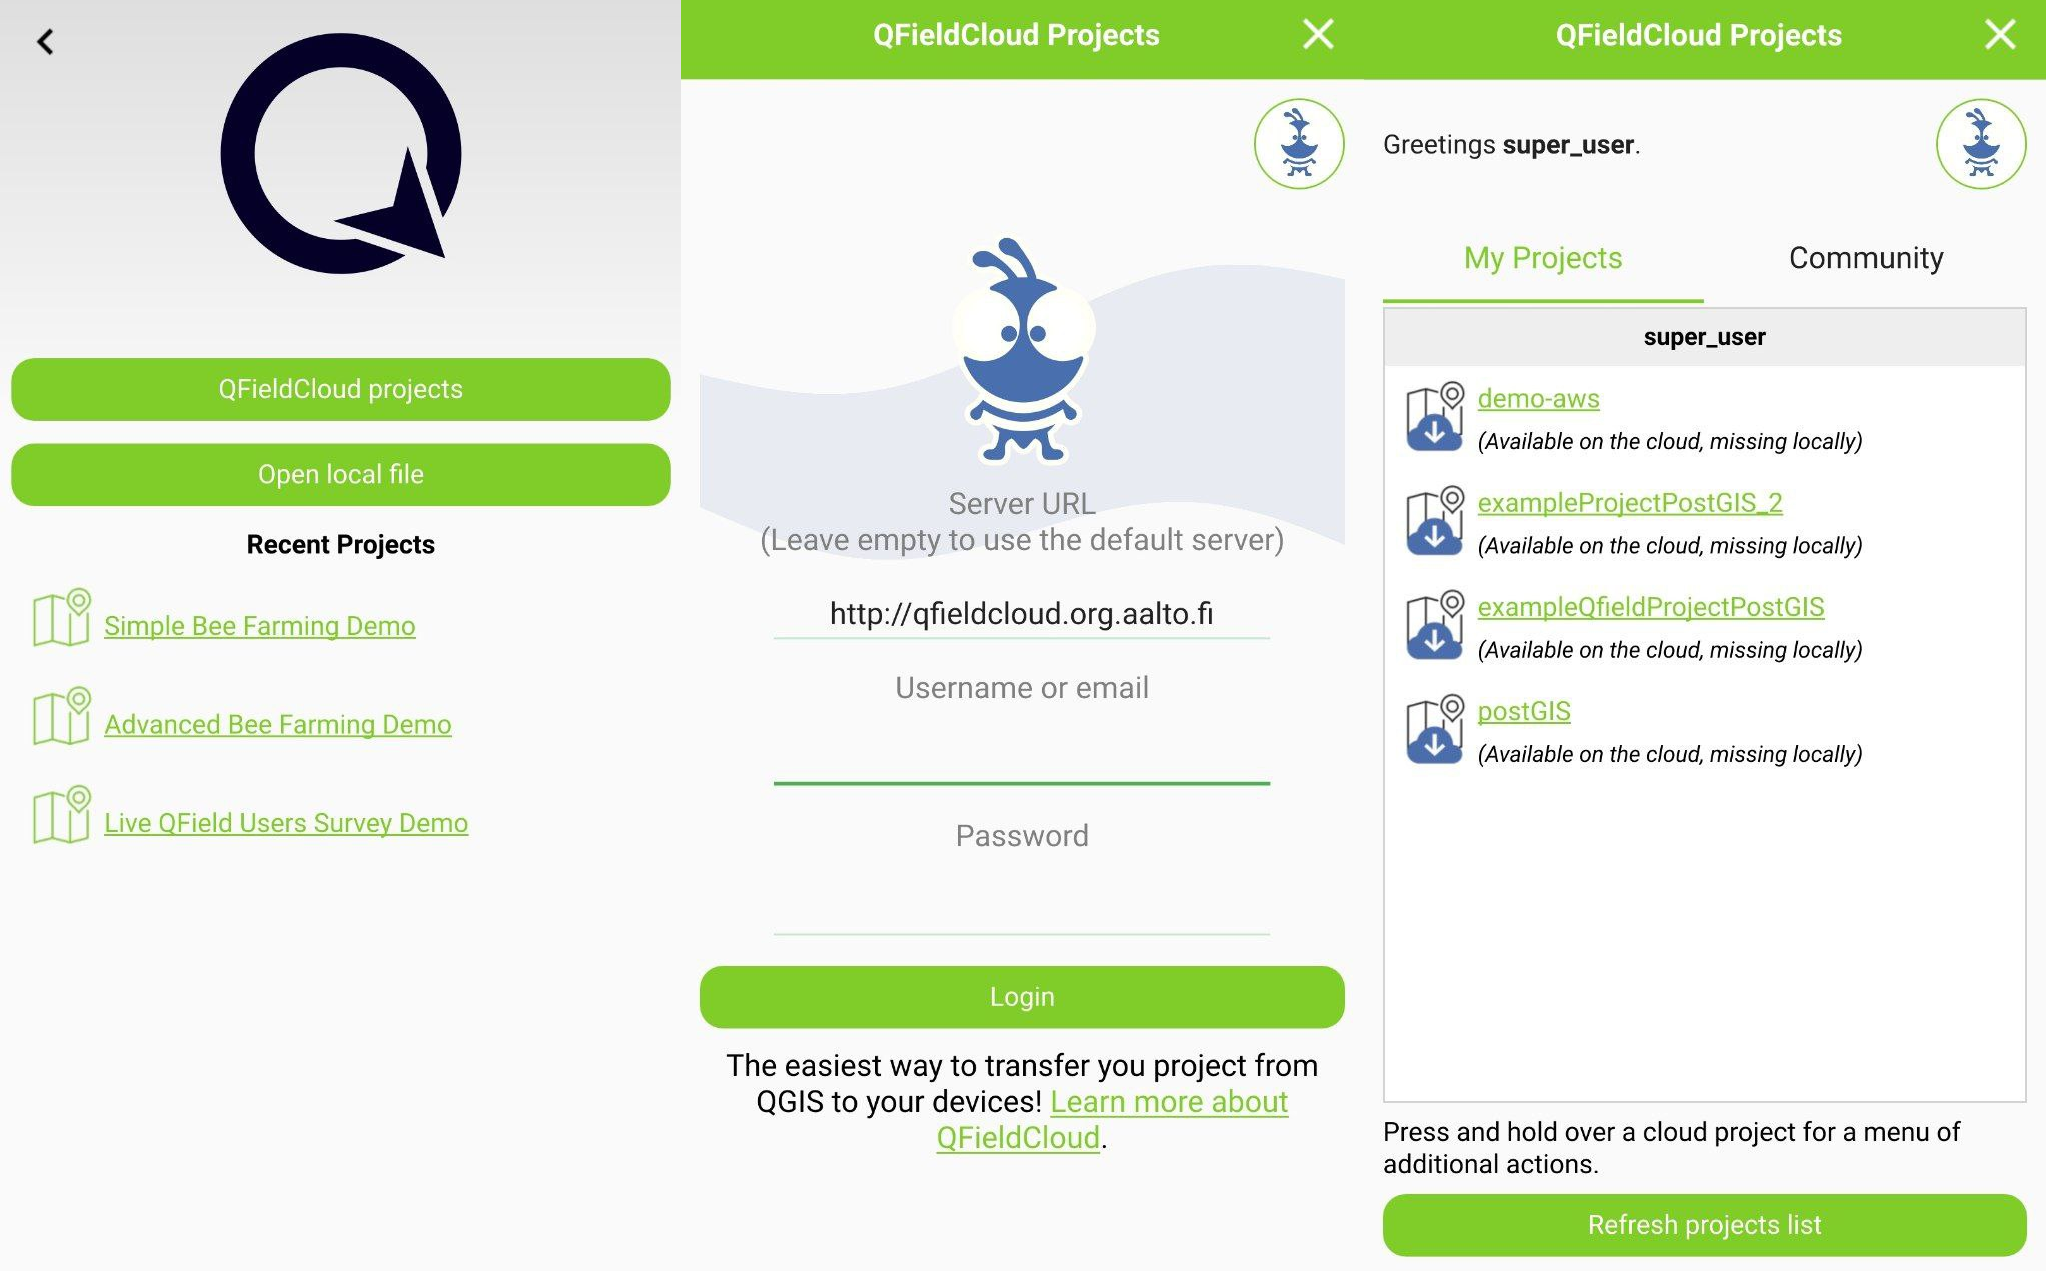 QFieldCloud projects
Open local file
Recent Projects
Simple Bee Farming Demo
Advanced Bee Farming Demo
Live QField Users Survey Demo
QFieldCloud Projects
Server URL
(Leave empty to use the default server)
http://qfieldcloud.org.aalto.fi
Username or email
Password
Login
The easiest way to transfer you project from
QGIS to your devices! Learn more about
QFieldCloud.
QFieldCloud Projects
Greetings super_user.
My Projects
Community
super_user
demo-aws
(Available on the cloud, missing locally)
exampleProjectPostGIS_2
(Available on the cloud, missing locally)
exampleQfieldProjectPostGIS
(Available on the cloud, missing locally)
postGIS
(Available on the cloud, missing locally)
Press and hold over a cloud project for a menu of
additional actions.
Refresh projects list